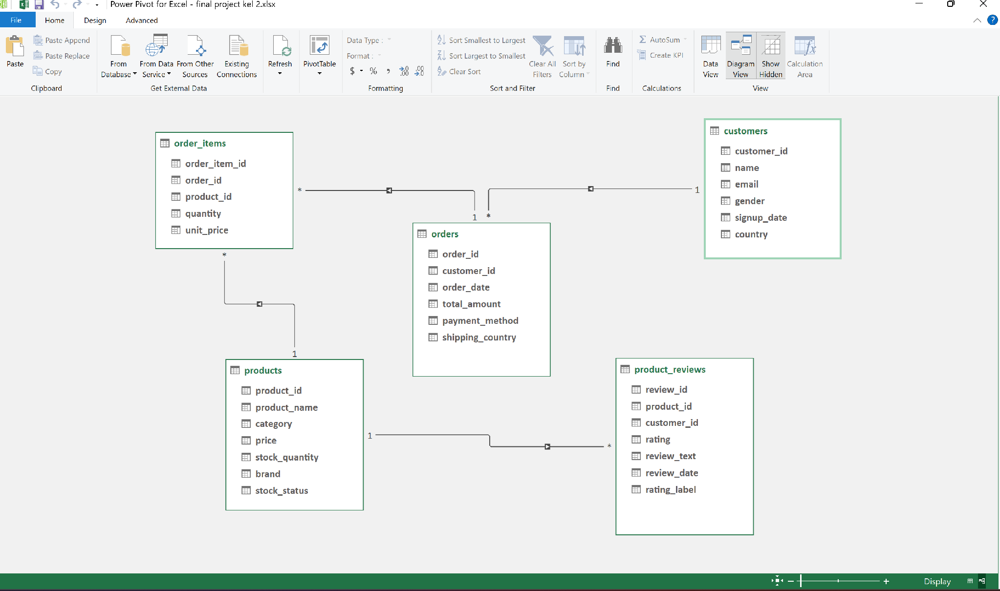 Power Pivot for Excel - final project kel 2.xlsx
File Home Design Advanced
Paste
Paste Append
Paste Replace
Copy
Clipboard
From Database
From Data Service
From Other Sources
Existing Connections
Get External Data
Refresh
PivotTable
Data Type :
Format :
$ % ,
Formatting
Sort Smallest to Largest
Sort Largest to Smallest
Clear Sort
Clear All Filters
Sort by Column
Sort and Filter
Find
Find
AutoSum
Create KPI
Calculations
Data View
Diagram View
Show Hidden
Calculation Area
View
order_items
order_item_id
order_id
product_id
quantity
unit_price
* 1
* 1
customers
customer_id
name
email
gender
signup_date
country
orders
order_id
customer_id
order_date
total_amount
payment_method
shipping_country
*
1
products
product_id
product_name
category
price
stock_quantity
brand
stock_status
1 *
product_reviews
review_id
product_id
customer_id
rating
review_text
review_date
rating_label
Display